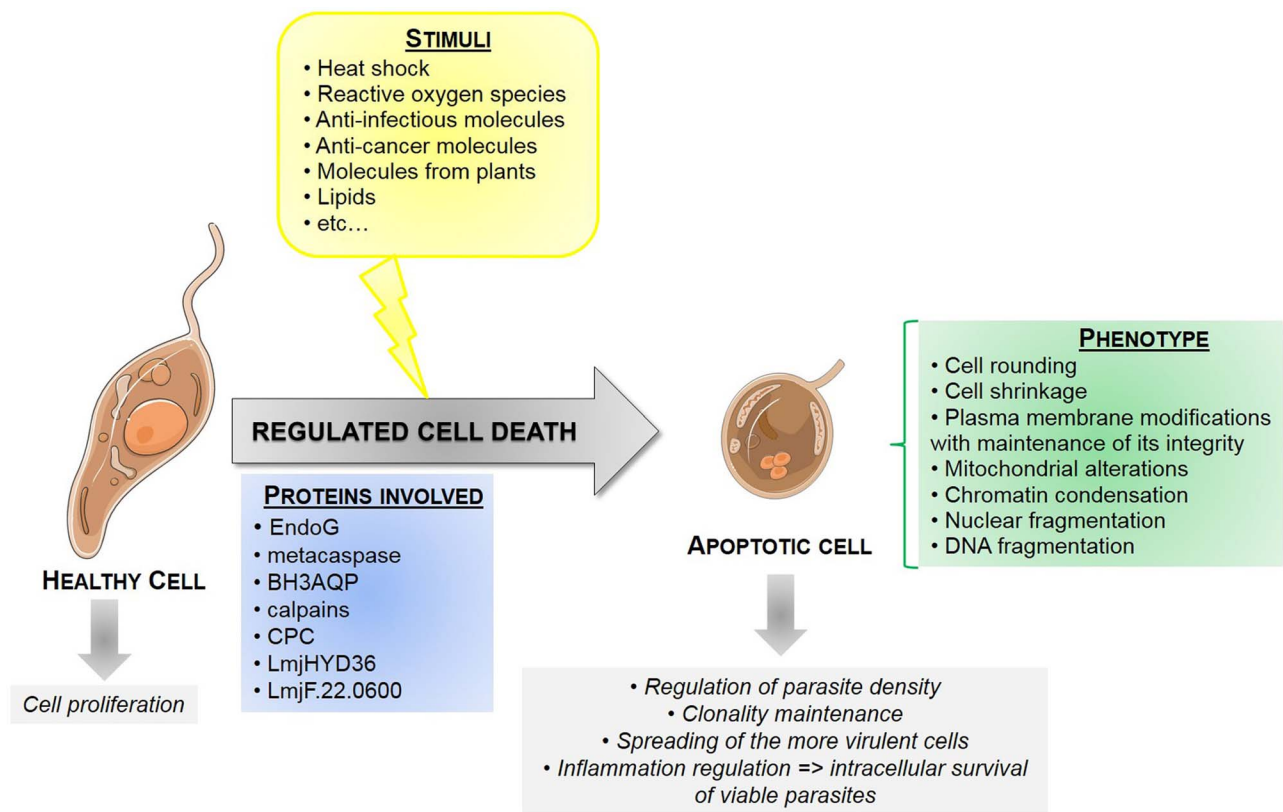 STIMULI
• Heat shock
• Reactive oxygen species
• Anti-infectious molecules
• Anti-cancer molecules
• Molecules from plants
• Lipids
• etc…
REGULATED CELL DEATH
PROTEINS INVOLVED
• EndoG
• metacaspase
• BH3AQP
• calpains
• CPC
• LmjHYD36
• LmjF.22.0600
HEALTHY CELL
Cell proliferation
APOPTOTIC CELL
PHENOTYPE
• Cell rounding
• Cell shrinkage
• Plasma membrane modifications
with maintenance of its integrity
• Mitochondrial alterations
• Chromatin condensation
• Nuclear fragmentation
• DNA fragmentation
• Regulation of parasite density
• Clonality maintenance
• Spreading of the more virulent cells
• Inflammation regulation => intracellular survival
of viable parasites